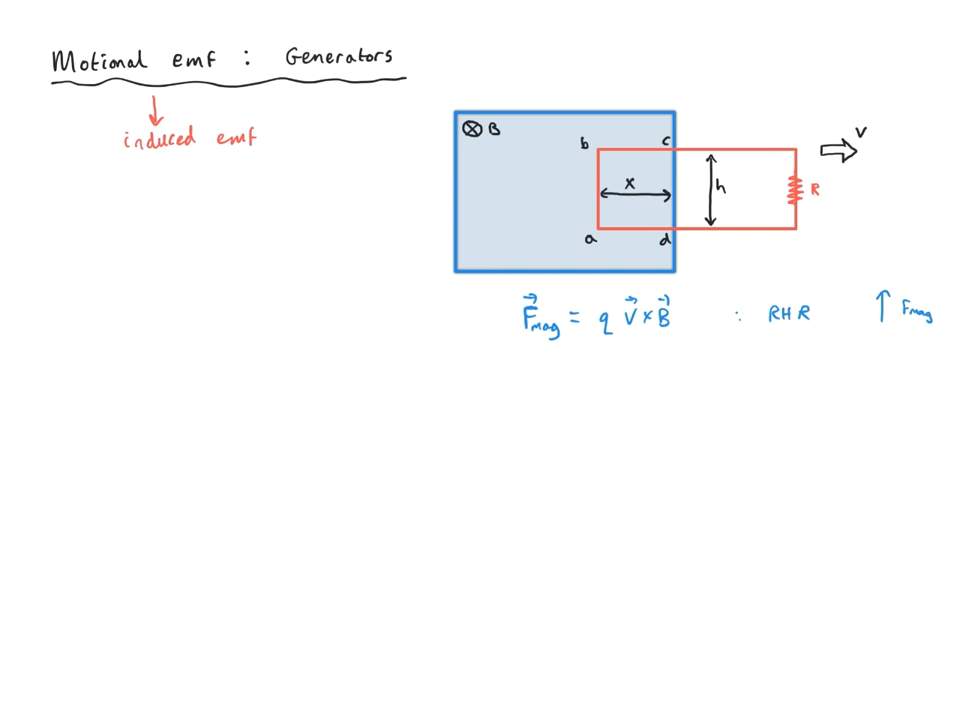 Motional emf : Generators
induced emf
⊗ B
b
c
v
x
h
R
a
d
F⃗mag = q v⃗ × B⃗ : RHR ↑ Fmag